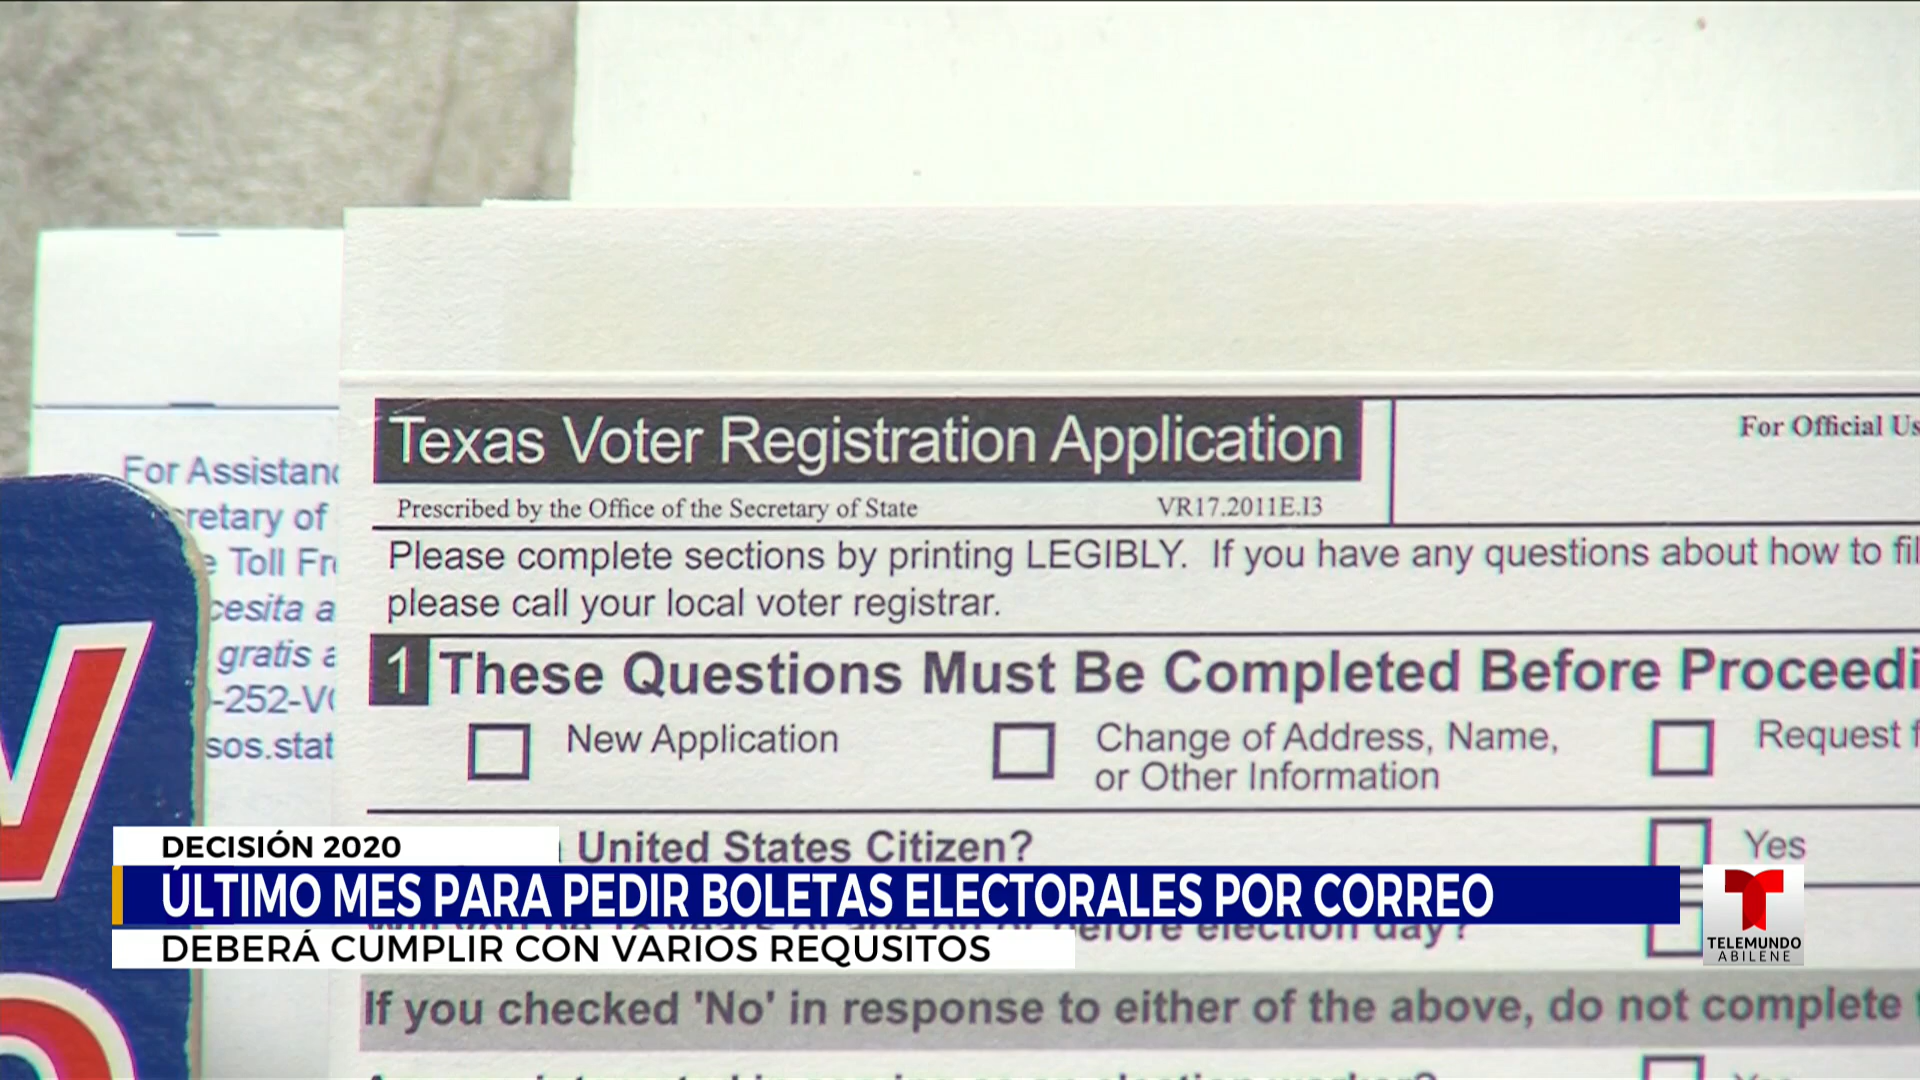 Texas Voter Registration Application
For Official Us
Prescribed by the Office of the Secretary of State
VR17.2011E.I3
Please complete sections by printing LEGIBLY. If you have any questions about how to fil
please call your local voter registrar.
1 These Questions Must Be Completed Before Proceedi
New Application
Change of Address, Name,
or Other Information
Request f
United States Citizen?
Yes
before election day?
If you checked 'No' in response to either of the above, do not complete
For Assistanc
retary of
Toll Fr
cesita a
gratis a
-252-VO
sos.stat
DECISIÓN 2020
ÚLTIMO MES PARA PEDIR BOLETAS ELECTORALES POR CORREO
DEBERÁ CUMPLIR CON VARIOS REQUSITOS
TELEMUNDO
ABILENE